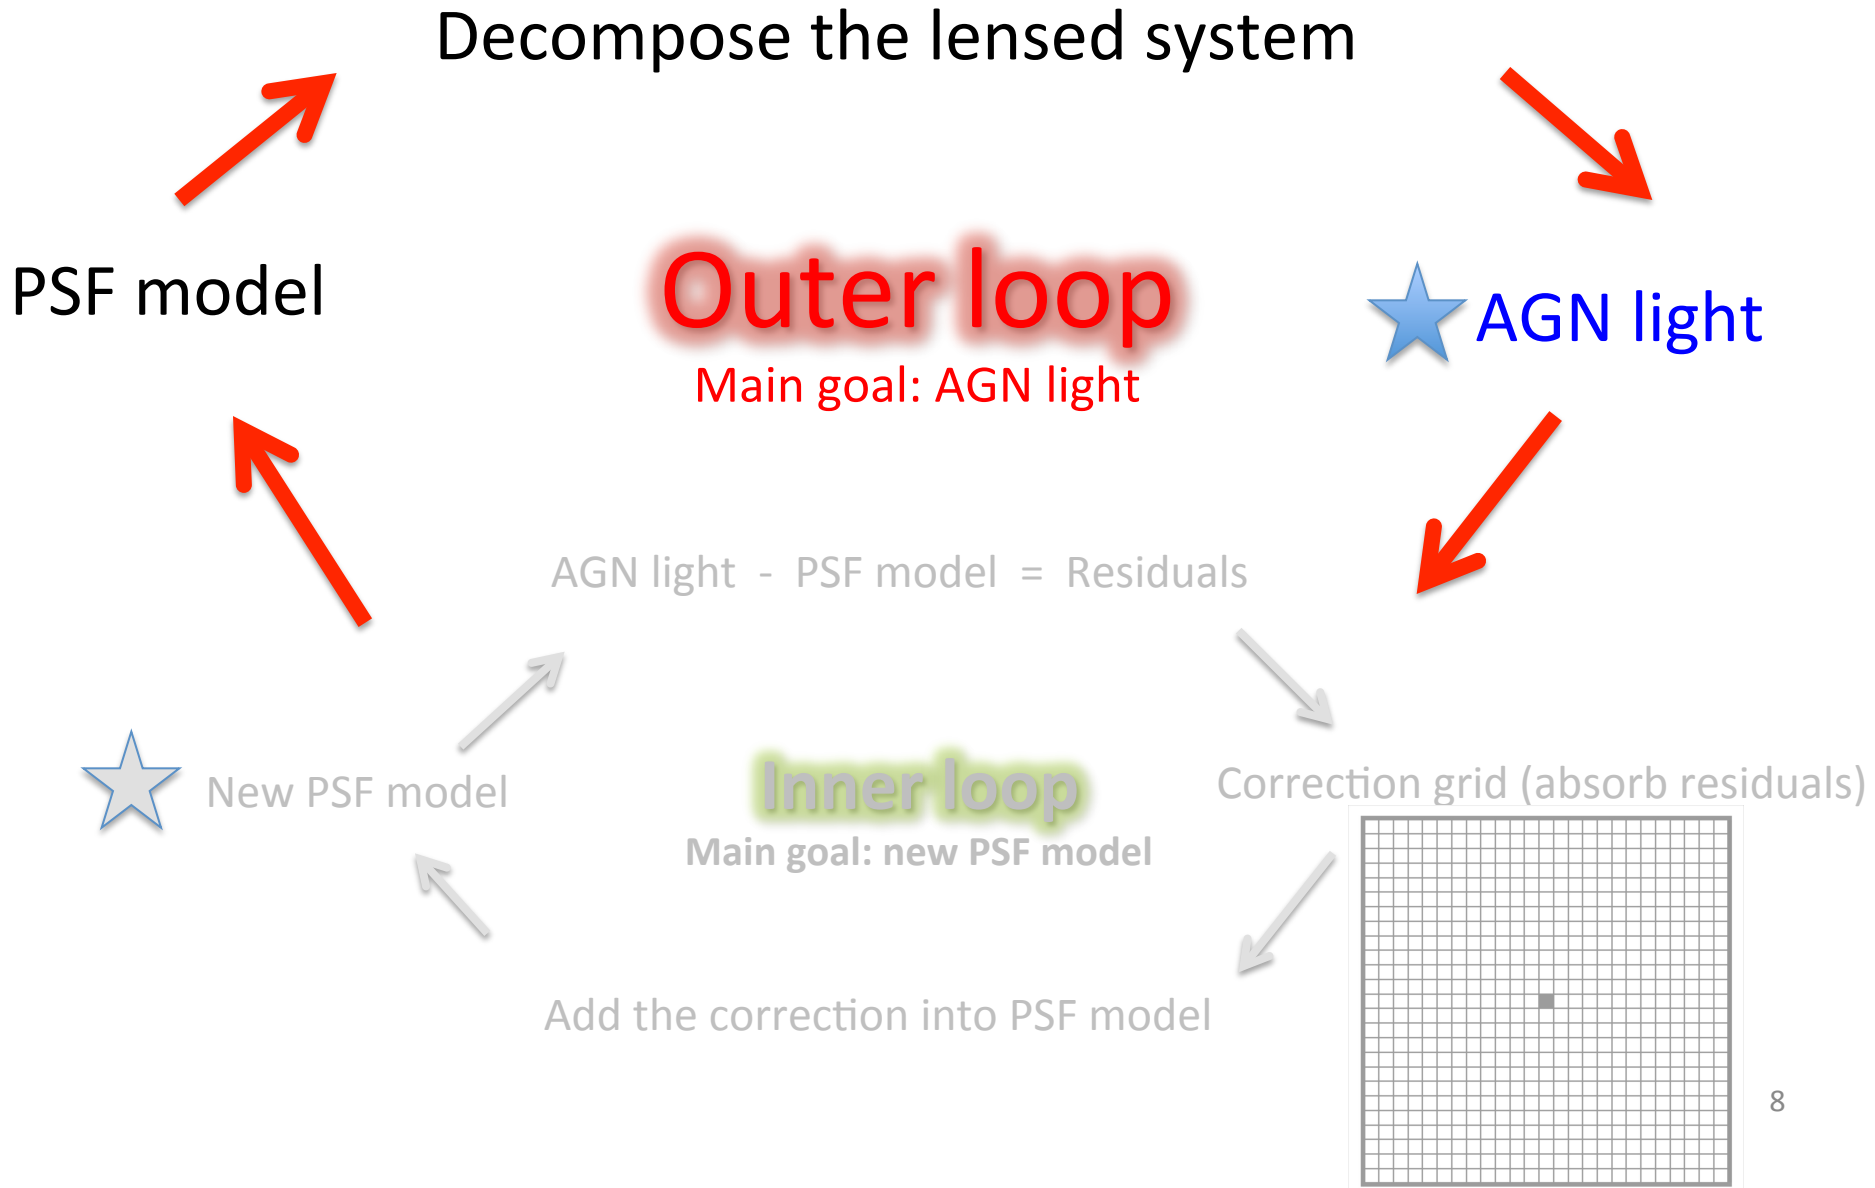 Decompose the lensed system
PSF model
Outer loop
AGN light
Main goal: AGN light
AGN light - PSF model = Residuals
New PSF model
Inner loop
Correction grid (absorb residuals)
Main goal: new PSF model
Add the correction into PSF model
8